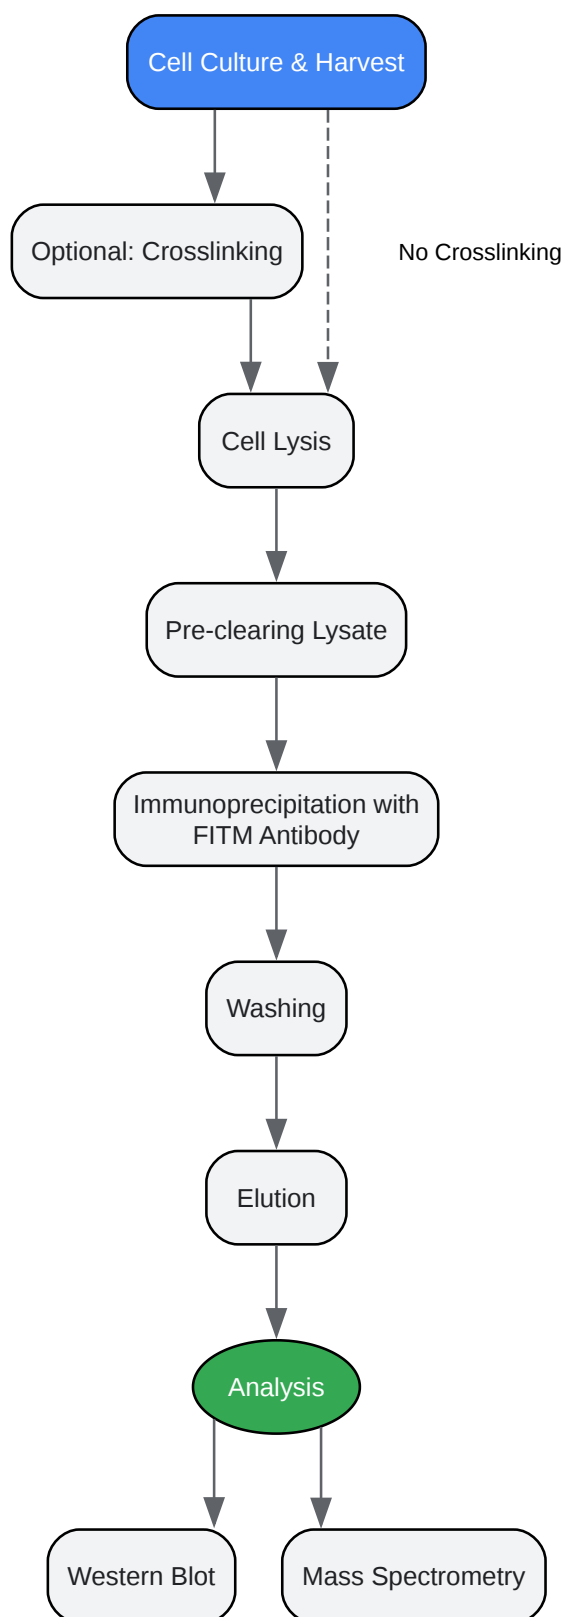 Cell Culture & Harvest
Optional: Crosslinking
No Crosslinking
Cell Lysis
Pre-clearing Lysate
Immunoprecipitation with
FITM Antibody
Washing
Elution
Analysis
Western Blot
Mass Spectrometry